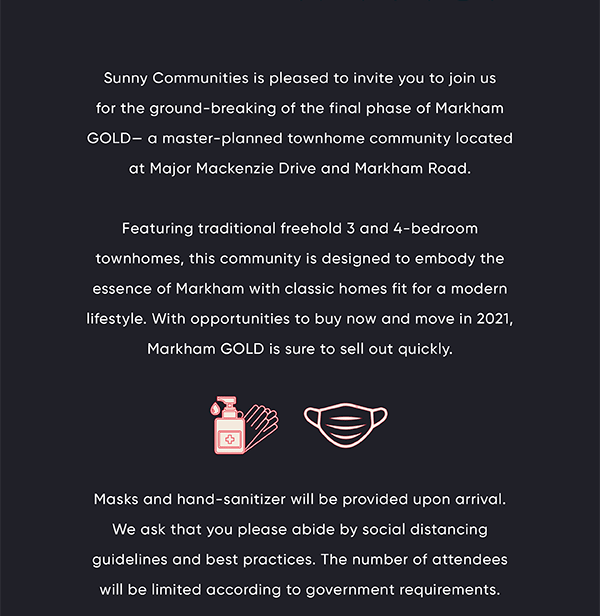 Sunny Communities is pleased to invite you to join us
for the ground-breaking of the final phase of Markham
GOLD— a master-planned townhome community located
at Major Mackenzie Drive and Markham Road.
Featuring traditional freehold 3 and 4-bedroom
townhomes, this community is designed to embody the
essence of Markham with classic homes fit for a modern
lifestyle. With opportunities to buy now and move in 2021,
Markham GOLD is sure to sell out quickly.
Masks and hand-sanitizer will be provided upon arrival.
We ask that you please abide by social distancing
guidelines and best practices. The number of attendees
will be limited according to government requirements.